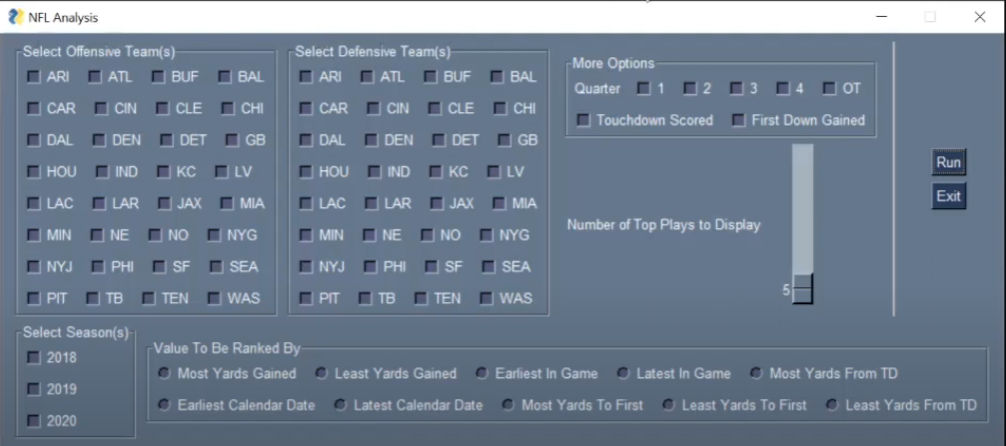 NFL Analysis
Select Offensive Team(s)
ARI ATL BUF BAL
CAR CIN CLE CHI
DAL DEN DET GB
HOU IND KC LV
LAC LAR JAX MIA
MIN NE NO NYG
NYJ PHI SF SEA
PIT TB TEN WAS
Select Defensive Team(s)
ARI ATL BUF BAL
CAR CIN CLE CHI
DAL DEN DET GB
HOU IND KC LV
LAC LAR JAX MIA
MIN NE NO NYG
NYJ PHI SF SEA
PIT TB TEN WAS
More Options
Quarter 1 2 3 4 OT
Touchdown Scored First Down Gained
Number of Top Plays to Display
5
Run
Exit
Select Season(s)
2018
2019
2020
Value To Be Ranked By
Most Yards Gained Least Yards Gained Earliest In Game Latest In Game Most Yards From TD
Earliest Calendar Date Latest Calendar Date Most Yards To First Least Yards To First Least Yards From TD